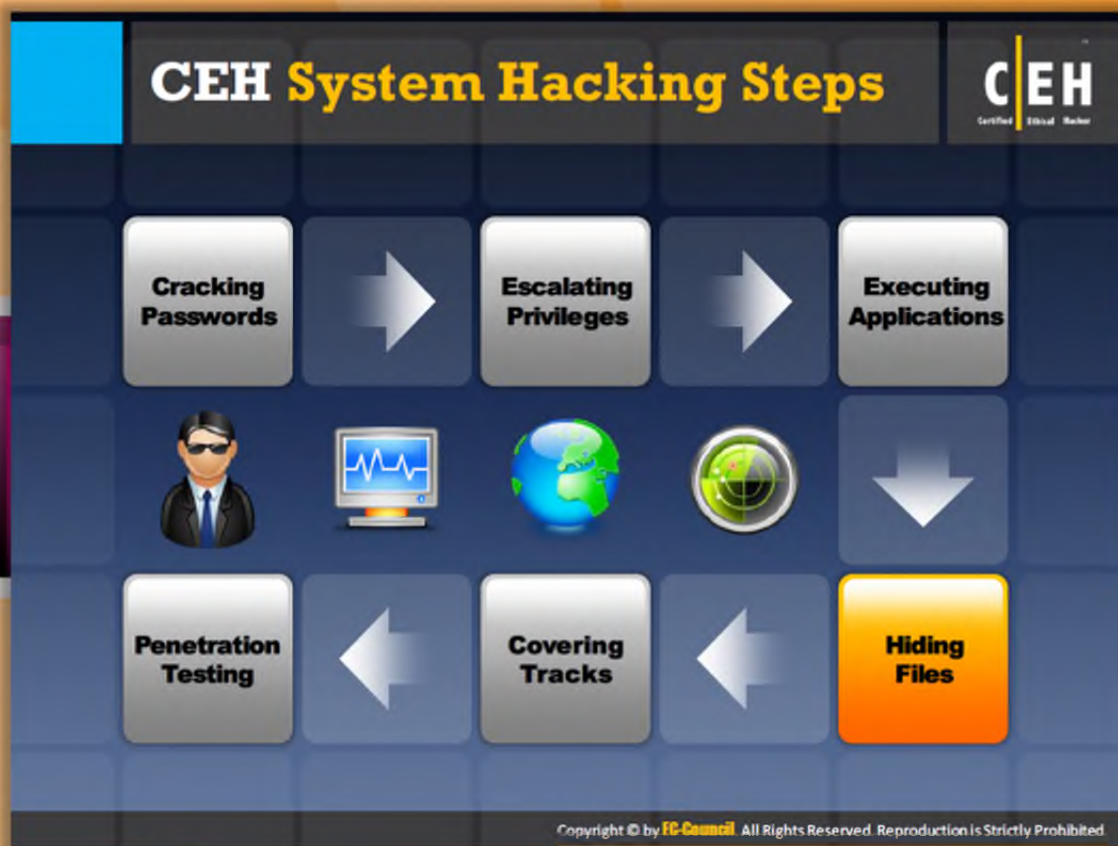 CEH System Hacking Steps
CEH
Certified Ethical Hacker
Cracking
Passwords
Escalating
Privileges
Executing
Applications
Penetration
Testing
Covering
Tracks
Hiding
Files
Copyright © by EC-Council. All Rights Reserved. Reproduction is Strictly Prohibited.